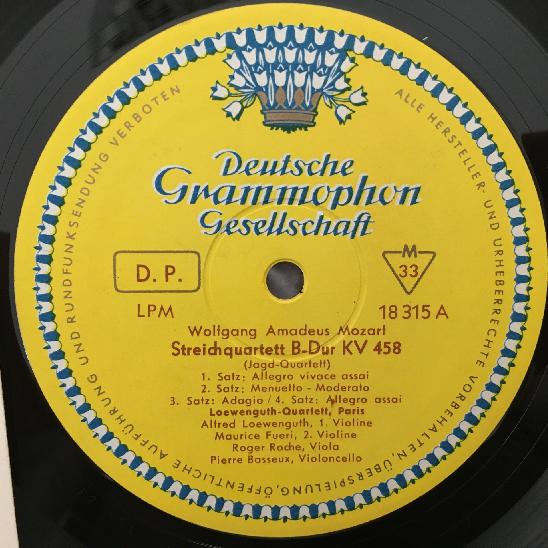 Deutsche
Grammophon
Gesellschaft
D. P.
M
33
LPM
18 315 A
Wolfgang Amadeus Mozart
Streichquartett B-Dur KV 458
(Jagd-Quartett)
1. Satz: Allegro vivace assai
2. Satz: Menuetto - Moderato
3. Satz: Adagio / 4. Satz: Allegro assai
Loewenguth-Quartett, Paris
Alfred Loewenguth, 1. Violine
Maurice Fueri, 2. Violine
Roger Roche, Viola
Pierre Basseux, Violoncello
ALLE HERSTELLER- UND URHEBERRECHTE VORBEHALTEN, ÜBERSPIELUNG, ÖFFENTLICHE AUFFÜHRUNG UND RUNDFUNKSENDUNG VERBOTEN